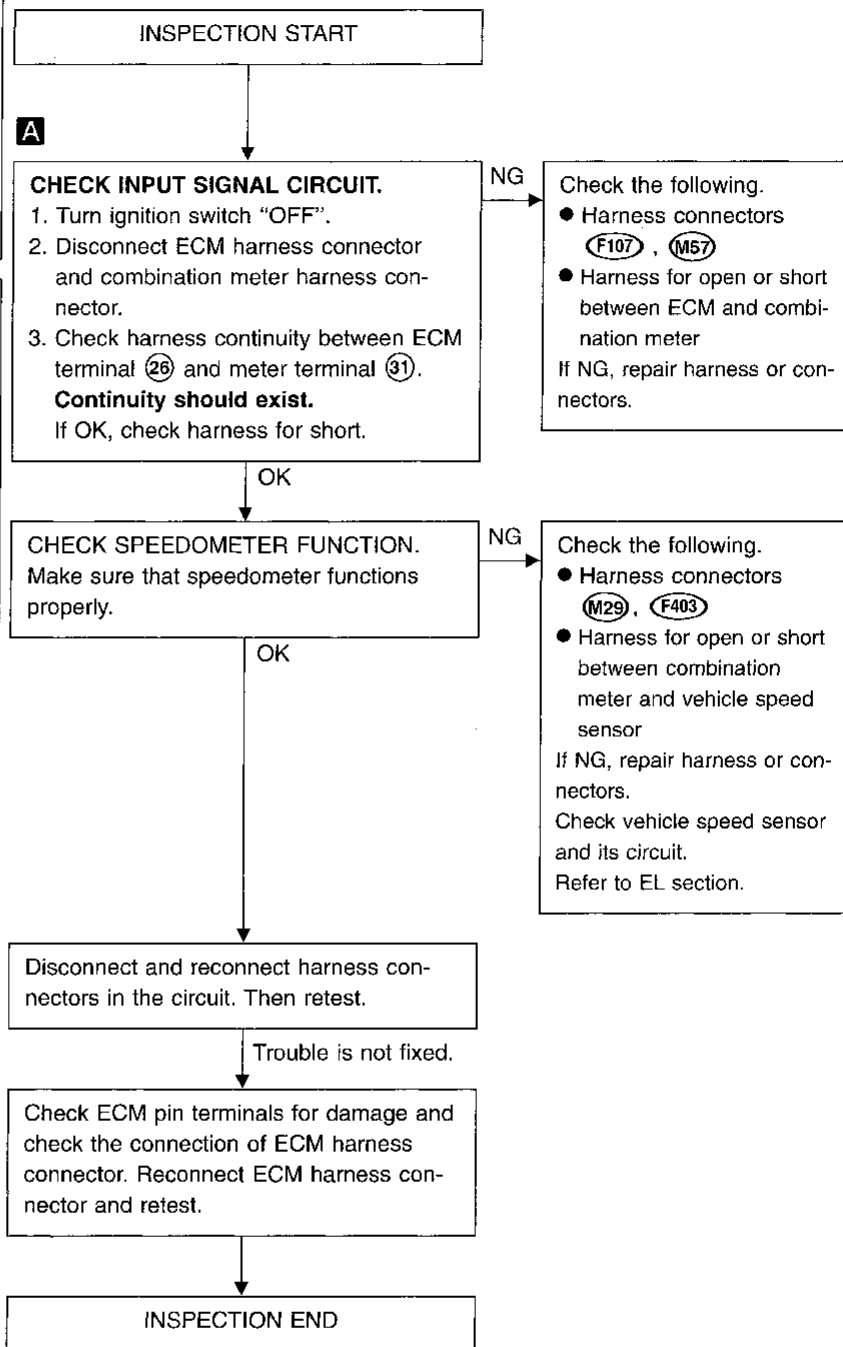 INSPECTION START
A
CHECK INPUT SIGNAL CIRCUIT.
1. Turn ignition switch “OFF”.
2. Disconnect ECM harness connector
and combination meter harness con-
nector.
3. Check harness continuity between ECM
terminal 26 and meter terminal 31.
Continuity should exist.
If OK, check harness for short.
NG
Check the following.
● Harness connectors
F107 , M57
● Harness for open or short
between ECM and combi-
nation meter
If NG, repair harness or con-
nectors.
OK
CHECK SPEEDOMETER FUNCTION.
Make sure that speedometer functions
properly.
NG
Check the following.
● Harness connectors
M29 , F403
● Harness for open or short
between combination
meter and vehicle speed
sensor
If NG, repair harness or con-
nectors.
Check vehicle speed sensor
and its circuit.
Refer to EL section.
OK
Disconnect and reconnect harness con-
nectors in the circuit. Then retest.
Trouble is not fixed.
Check ECM pin terminals for damage and
check the connection of ECM harness
connector. Reconnect ECM harness con-
nector and retest.
INSPECTION END